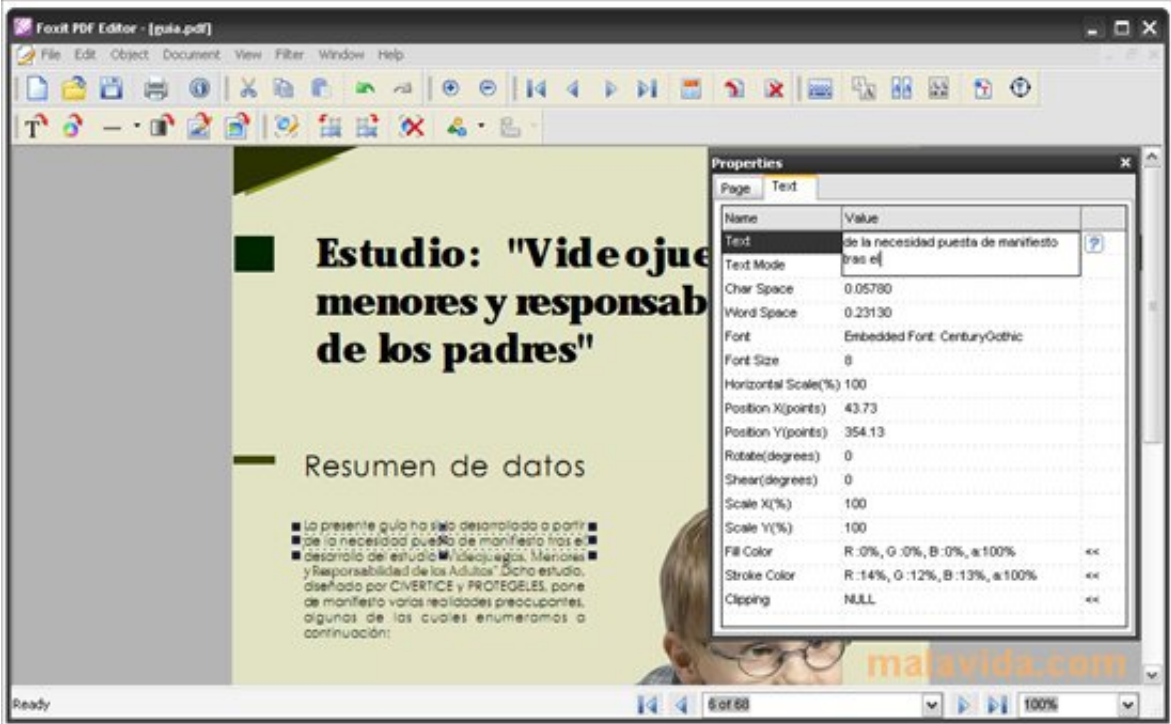 Foxit PDF Editor - [guia.pdf]
File Edit Object Document View Filter Window Help
Properties
Page Text
Name Value
Text de la necesidad puesta de manifiesto
tras el
Text Mode
Char Space 0.05780
Word Space 0.23130
Font Embedded Font: CenturyGothic
Font Size 8
Horizontal Scale(%) 100
Position X(points) 43.73
Position Y(points) 354.13
Rotate(degrees) 0
Shear(degrees) 0
Scale X(%) 100
Scale Y(%) 100
Fill Color R:0%, G:0%, B:0%, a:100% <<
Stroke Color R:14%, G:12%, B:13%, a:100% <<
Clipping NULL <<
Estudio: "Videojue
menores y responsab
de los padres"
Resumen de datos
La presente guía ha sido desarrollada a partir
de la necesidad puesta de manifiesto tras el
desarrollo del estudio "Videojuegos, Menores
y Responsabilidad de los Adultos". Dicho estudio,
diseñado por CIVERTICE y PROTEGELES, pone
de manifiesto varias realidades preocupantes,
algunas de las cuales enumeramos a
continuación:
malavida.com
Ready 6 of 68 100%